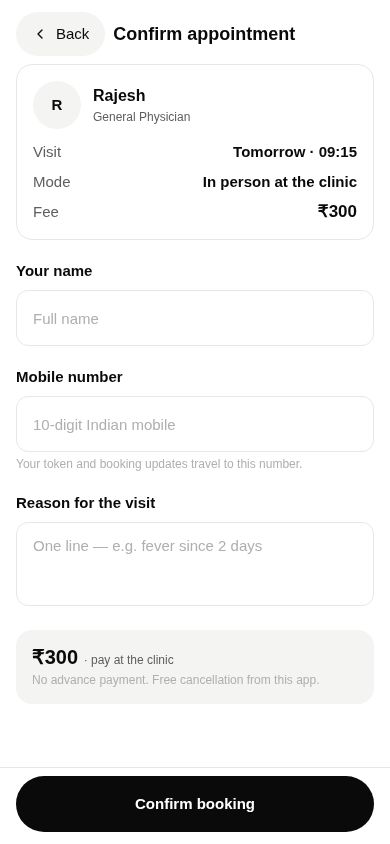 Back
Confirm appointment
R
Rajesh
General Physician
Visit
Tomorrow · 09:15
Mode
In person at the clinic
Fee
₹300
Your name
Full name
Mobile number
10-digit Indian mobile
Your token and booking updates travel to this number.
Reason for the visit
One line — e.g. fever since 2 days
₹300 · pay at the clinic
No advance payment. Free cancellation from this app.
Confirm booking